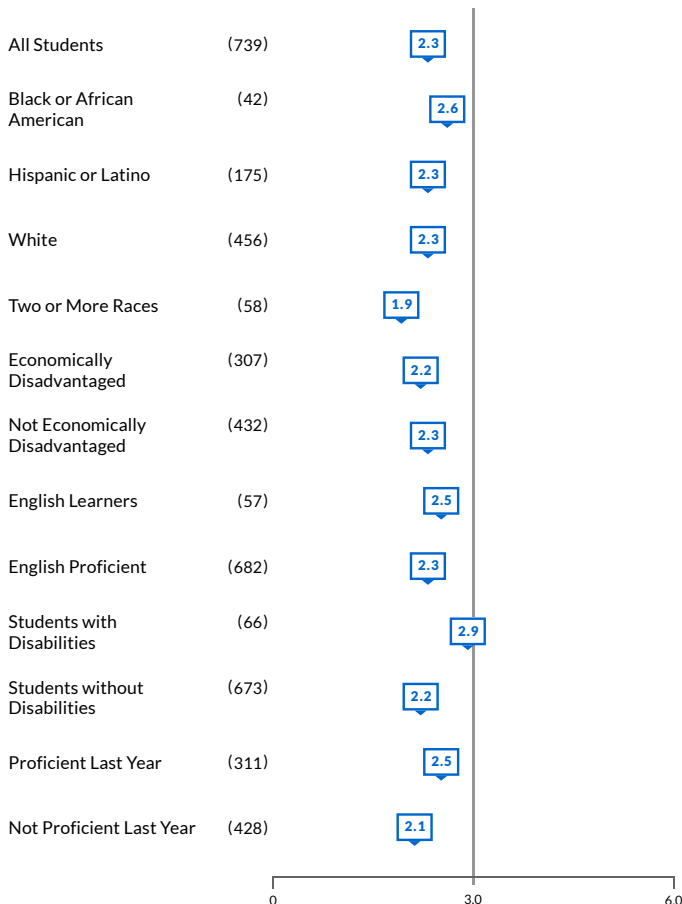 All Students (739) 2.3
Black or African (42) 2.6
American
Hispanic or Latino (175) 2.3
White (456) 2.3
Two or More Races (58) 1.9
Economically (307) 2.2
Disadvantaged
Not Economically (432) 2.3
Disadvantaged
English Learners (57) 2.5
English Proficient (682) 2.3
Students with (66) 2.9
Disabilities
Students without (673) 2.2
Disabilities
Proficient Last Year (311) 2.5
Not Proficient Last Year (428) 2.1
0 3.0 6.0